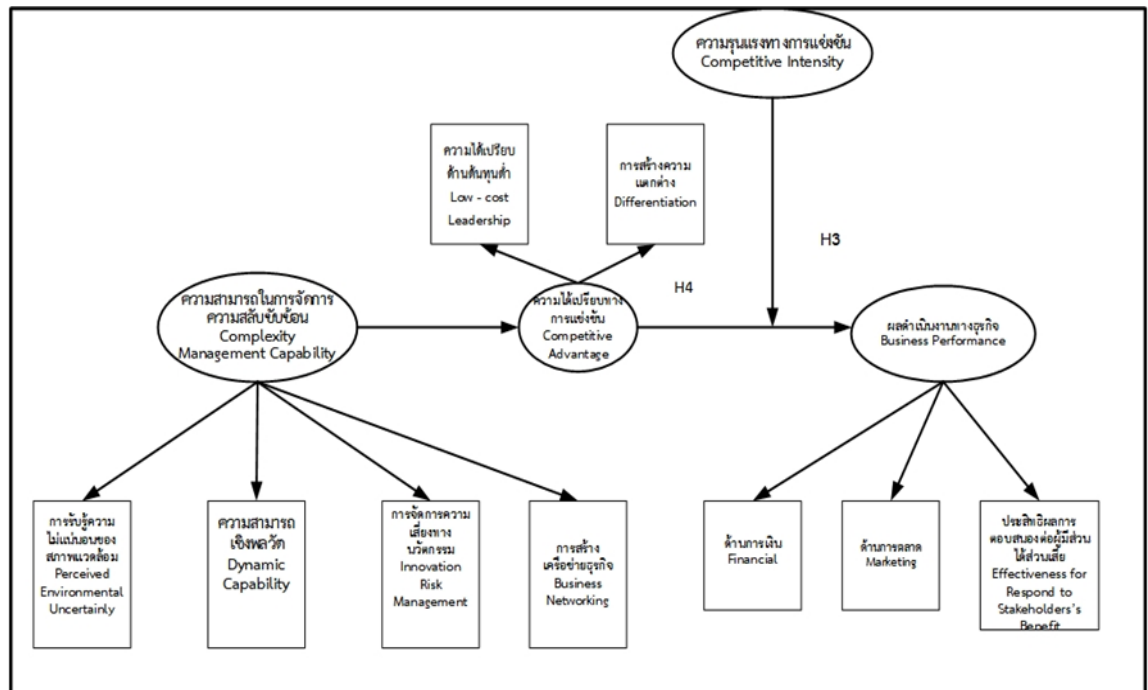 ความรุนแรงทางการแข่งขัน
Competitive Intensity
ความได้เปรียบ
ด้านต้นทุนต่ำ
Low - cost
Leadership
การสร้างความ
แตกต่าง
Differentiation
H3
H4
ความสามารถในการจัดการ
ความสลับซับซ้อน
Complexity
Management Capability
ความได้เปรียบทาง
การแข่งขัน
Competitive
Advantage
ผลดำเนินงานทางธุรกิจ
Business Performance
การรับรู้ความ
ไม่แน่นอนของ
สภาพแวดล้อม
Perceived
Environmental
Uncertainly
ความสามารถ
เชิงพลวัต
Dynamic
Capability
การจัดการความ
เสี่ยงทาง
นวัตกรรม
Innovation
Risk
Management
การสร้าง
เครือข่ายธุรกิจ
Business
Networking
ด้านการเงิน
Financial
ด้านการตลาด
Marketing
ประสิทธิผลการ
ตอบสนองต่อผู้มีส่วน
ได้ส่วนเสีย
Effectiveness for
Respond to
Stakeholders's
Benefit